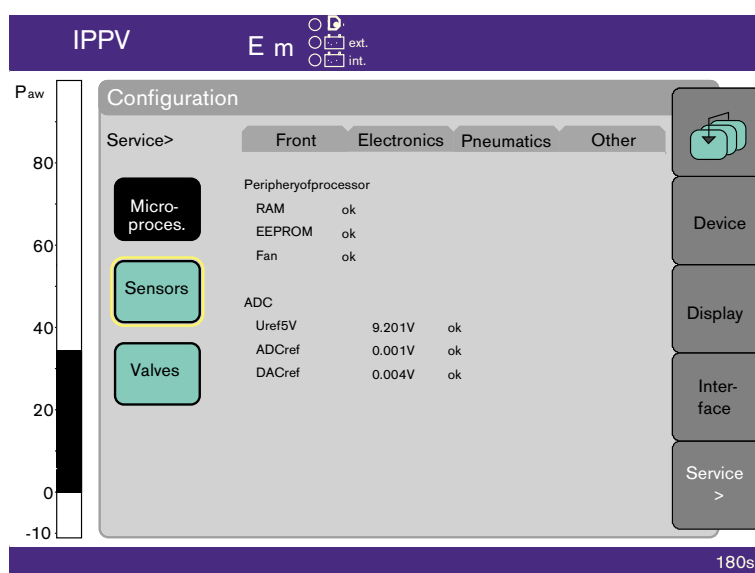 IPPV
E m
ext.
int.
Paw
Configuration
Service>
Front Electronics Pneumatics Other
80
60
40
20
0
-10
Micro-
proces.
Sensors
Valves
Peripheryofprocessor
RAM ok
EEPROM ok
Fan ok
ADC
Uref5V 9.201V ok
ADCref 0.001V ok
DACref 0.004V ok
Device
Display
Inter-
face
Service
>
180s